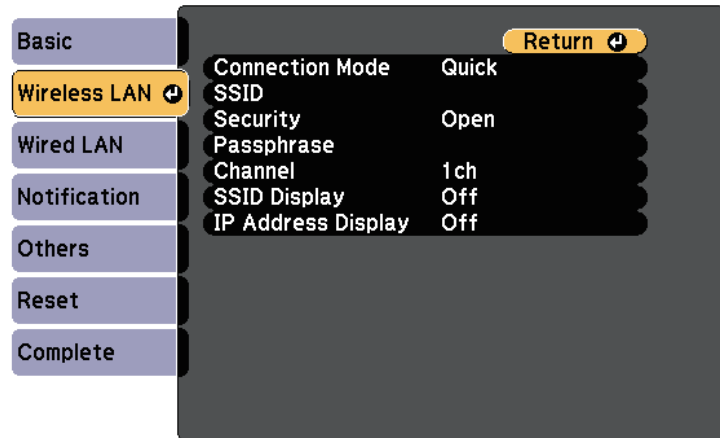 Basic
Wireless LAN
Wired LAN
Notification
Others
Reset
Complete
Return
Connection Mode Quick
SSID
Security Open
Passphrase
Channel 1ch
SSID Display Off
IP Address Display Off